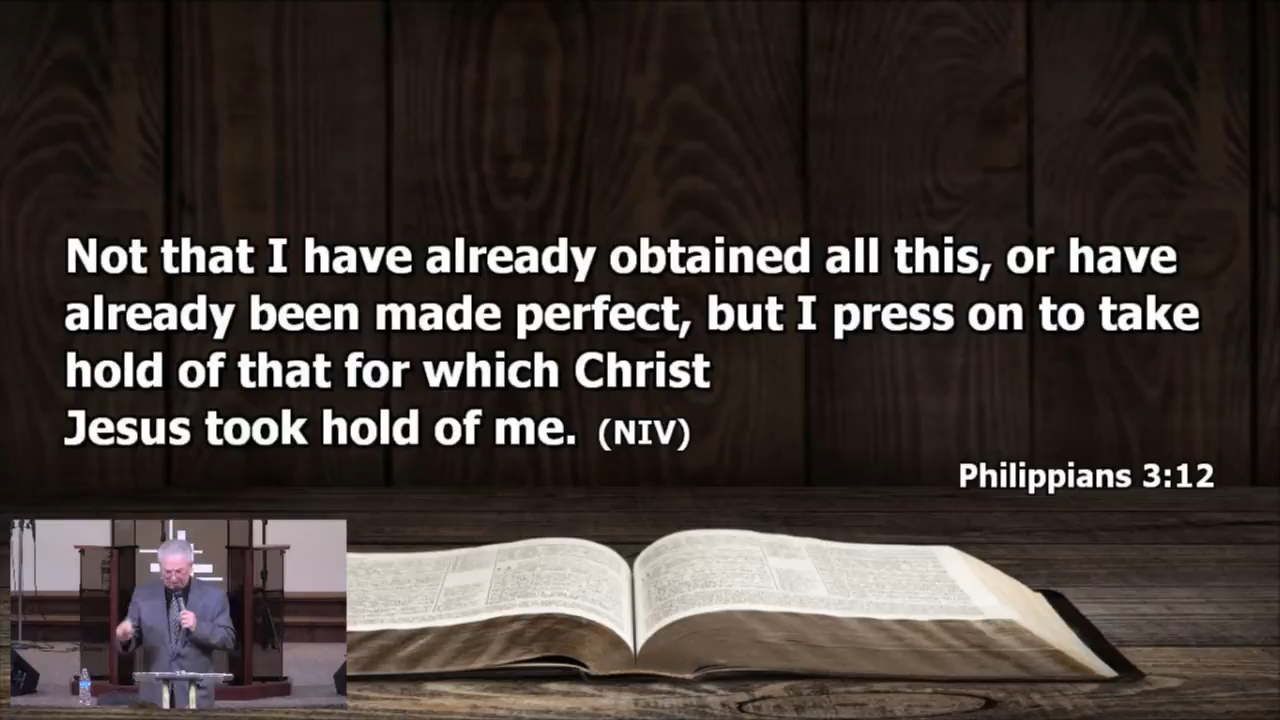 Not that I have already obtained all this, or have
already been made perfect, but I press on to take
hold of that for which Christ
Jesus took hold of me. (NIV)
Philippians 3:12